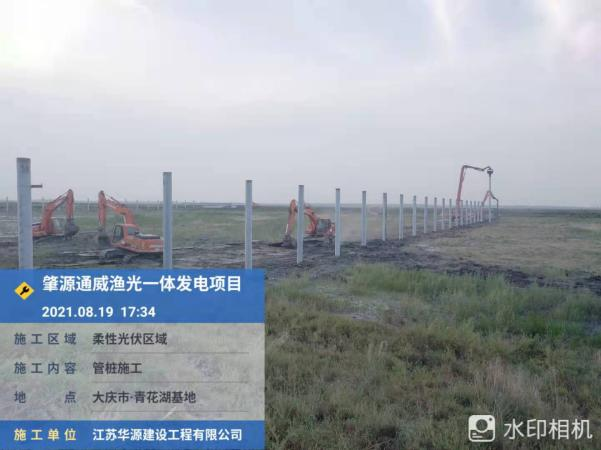 肇源通威渔光一体发电项目
2021.08.19 17:34
施工区域 柔性光伏区域
施工内容 管桩施工
地点 大庆市·青花湖基地
施工单位 江苏华源建设工程有限公司
水印相机